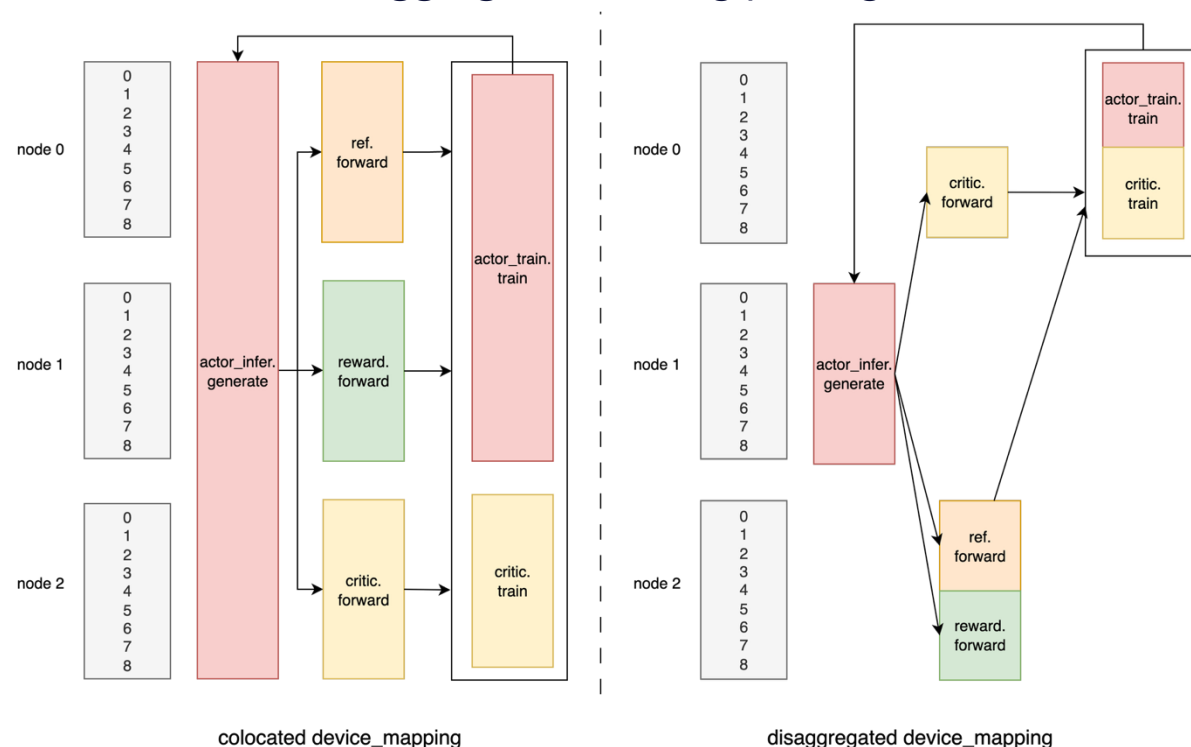 node 0
0
1
2
3
4
5
6
7
8
node 1
0
1
2
3
4
5
6
7
8
node 2
0
1
2
3
4
5
6
7
8
actor_infer.
generate
ref.
forward
reward.
forward
critic.
forward
actor_train.
train
critic.
train
colocated device_mapping
node 0
0
1
2
3
4
5
6
7
8
node 1
0
1
2
3
4
5
6
7
8
node 2
0
1
2
3
4
5
6
7
8
actor_infer.
generate
critic.
forward
ref.
forward
reward.
forward
actor_train.
train
critic.
train
disaggregated device_mapping